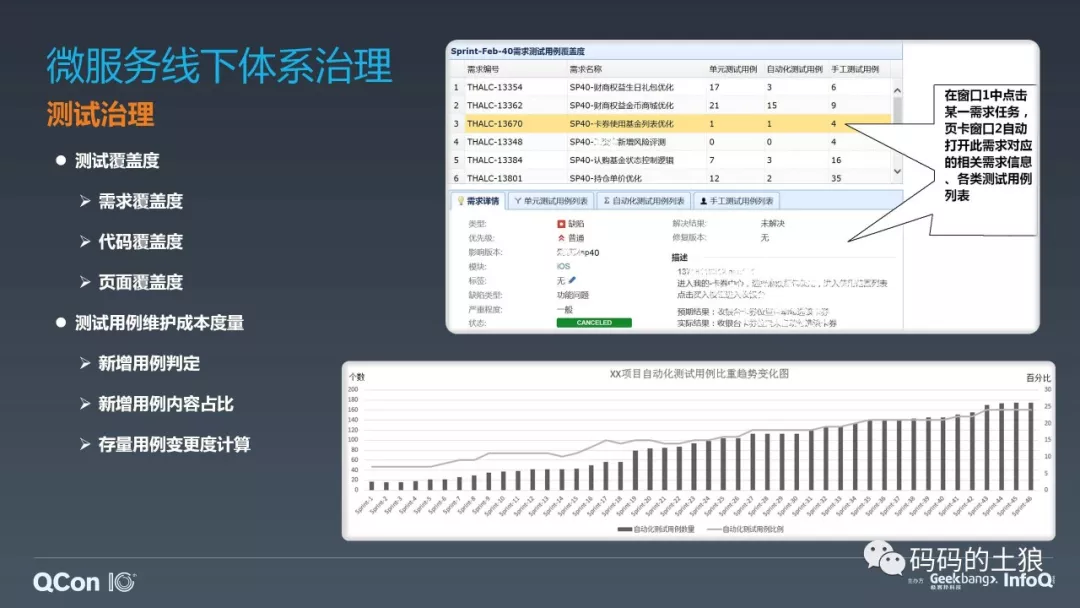 微服务线下体系治理
测试治理
● 测试覆盖度
➢ 需求覆盖度
➢ 代码覆盖度
➢ 页面覆盖度
● 测试用例维护成本度量
➢ 新增用例判定
➢ 新增用例内容占比
➢ 存量用例变更度计算
Sprint-Feb-40需求测试用例覆盖度
需求编号 需求名称 单元测试用例 自动化测试用例 手工测试用例
1 THALC-13354 SP40-财商权益生日礼包优化 17 3 6
2 THALC-13362 SP40-财商权益金币商城优化 21 15 9
3 THALC-13670 SP40-卡券使用基金列表优化 1 1 4
4 THALC-13348 SP40- 新增风险评测 0 0 4
5 THALC-13384 SP40-认购基金状态控制逻辑 7 3 16
6 THALC-13801 SP40-持仓单价优化 12 2 35
在窗口1中点击
某一需求任务，
页卡窗口2自动
打开此需求对应
的相关需求信息
、各类测试用例
列表
需求详情 单元测试用例列表 自动化测试用例列表 手工测试用例列表
类型: 缺陷 解决结果: 未解决
优先级: 普通 修复版本: 无
影响版本: sp40
模块: iOS
标签: 无
缺陷类型: 功能问题
严重程度: 一般
状态: CANCELED
描述
进入我的-卡券中心，
点击
预期结果：收银台
实际结果：收银台
XX项目自动化测试用例比重趋势变化图
个数 百分比
200 180 160 140 120 100 80 60 40 20 0
30 25 20 15 10 5 0
Sprint-1 Sprint-2 Sprint-3 Sprint-4 Sprint-5 Sprint-6 Sprint-7 Sprint-8 Sprint-9 Sprint-10 Sprint-11 Sprint-12 Sprint-13 Sprint-14 Sprint-15 Sprint-16 Sprint-17 Sprint-18 Sprint-19 Sprint-20 Sprint-21 Sprint-22 Sprint-23 Sprint-24 Sprint-25 Sprint-26 Sprint-27 Sprint-28 Sprint-29 Sprint-30 Sprint-31 Sprint-32 Sprint-33 Sprint-34 Sprint-35 Sprint-36 Sprint-37 Sprint-38 Sprint-39 Sprint-40 Sprint-41 Sprint-42 Sprint-43 Sprint-44 Sprint-45 Sprint-46
自动化测试用例数量 自动化测试用例比例
码码的土狼
QCon 10+
主办方 Geekbang> InfoQ
极客邦科技